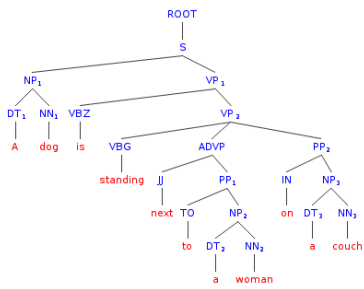 ROOT
S
NP₁ VP₁
DT₁ NN₁ VBZ VP₂
A dog is VBG ADVP PP₂
standing JJ PP₁ IN NP₃
next TO NP₂ on DT₃ NN₃
to DT₂ NN₂ a couch
a woman